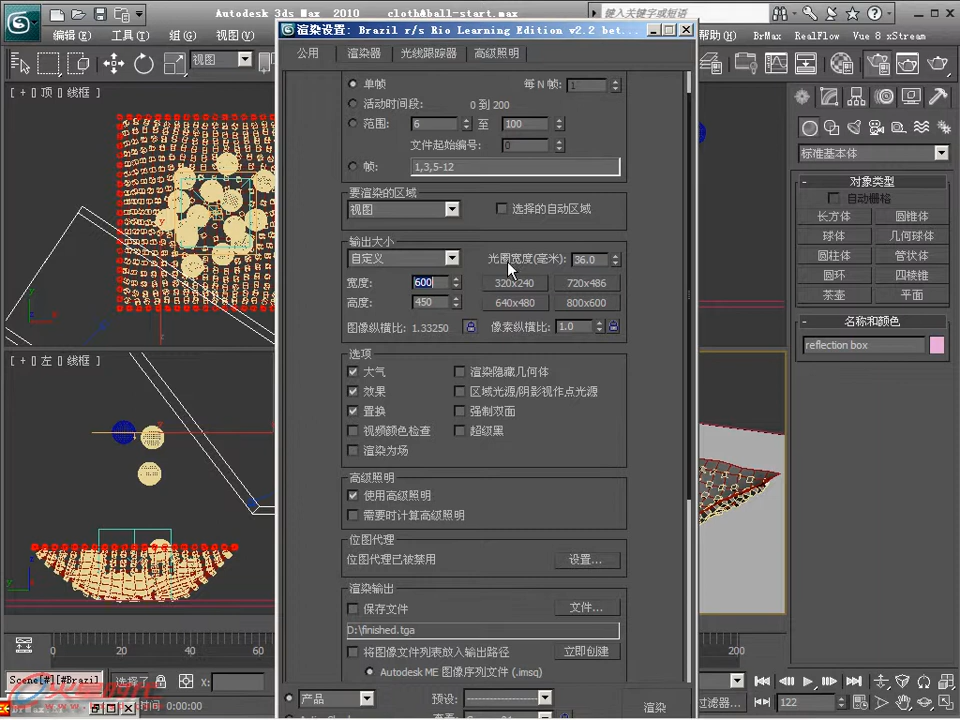 Autodesk 3ds Max 2010 cloth&ball-start.max
键入关键字或短语
编辑(E) 工具(T) 组(G) 视图(V)
帮助(H) BrMax RealFlow Vue 8 xStream
视图
渲染设置: Brazil r/s Rio Learning Edition v2.2 bet...
公用 渲染器 光线跟踪器 高级照明
[ + ][ 顶 ][ 线框 ]
单帧 每 N 帧: 1
活动时间段: 0 到 200
范围: 6 至 100
文件起始编号: 0
帧: 1,3,5-12
要渲染的区域
视图 选择的自动区域
输出大小
自定义 光圈宽度(毫米): 36.0
宽度: 600 320x240 720x486
高度: 450 640x480 800x600
图像纵横比: 1.33250 像素纵横比: 1.0
选项
大气 渲染隐藏几何体
效果 区域光源/阴影视作点光源
置换 强制双面
视频颜色检查 超级黑
渲染为场
高级照明
使用高级照明
需要时计算高级照明
位图代理
位图代理已被禁用 设置...
渲染输出
保存文件 文件...
D:\finished.tga
将图像文件列表放入输出路径 立即创建
Autodesk ME 图像序列文件 (.imsq)
产品 预设:
渲染
标准基本体
- 对象类型
自动栅格
长方体 圆锥体
球体 几何球体
圆柱体 管状体
圆环 四棱锥
茶壶 平面
- 名称和颜色
reflection box
[ + ][ 左 ][ 线框 ]
0 20 40 60 200
Scene[#][#Brazil] 选择了 X:
时间 0:00:00
过滤器... 122